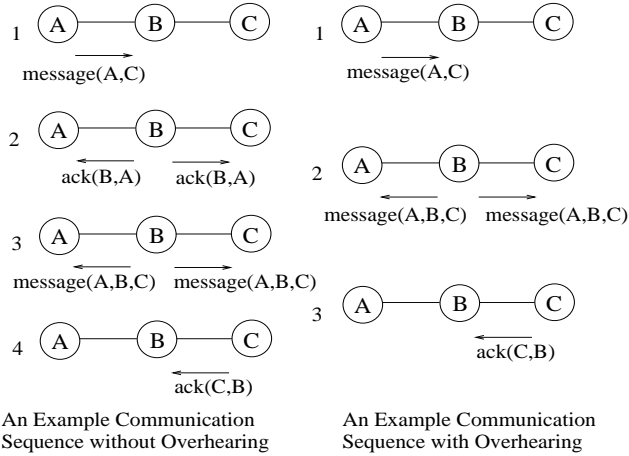 1 A B C
message(A,C)
2 A B C
ack(B,A) ack(B,A)
3 A B C
message(A,B,C) message(A,B,C)
4 A B C
ack(C,B)
An Example Communication
Sequence without Overhearing
1 A B C
message(A,C)
2 A B C
message(A,B,C) message(A,B,C)
3 A B C
ack(C,B)
An Example Communication
Sequence with Overhearing